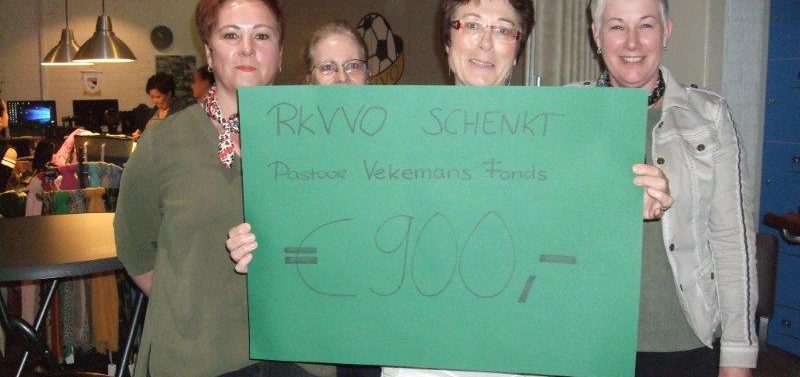 RKVVO SCHENKT
Pastoor Vekemans Fonds
= € 900,=